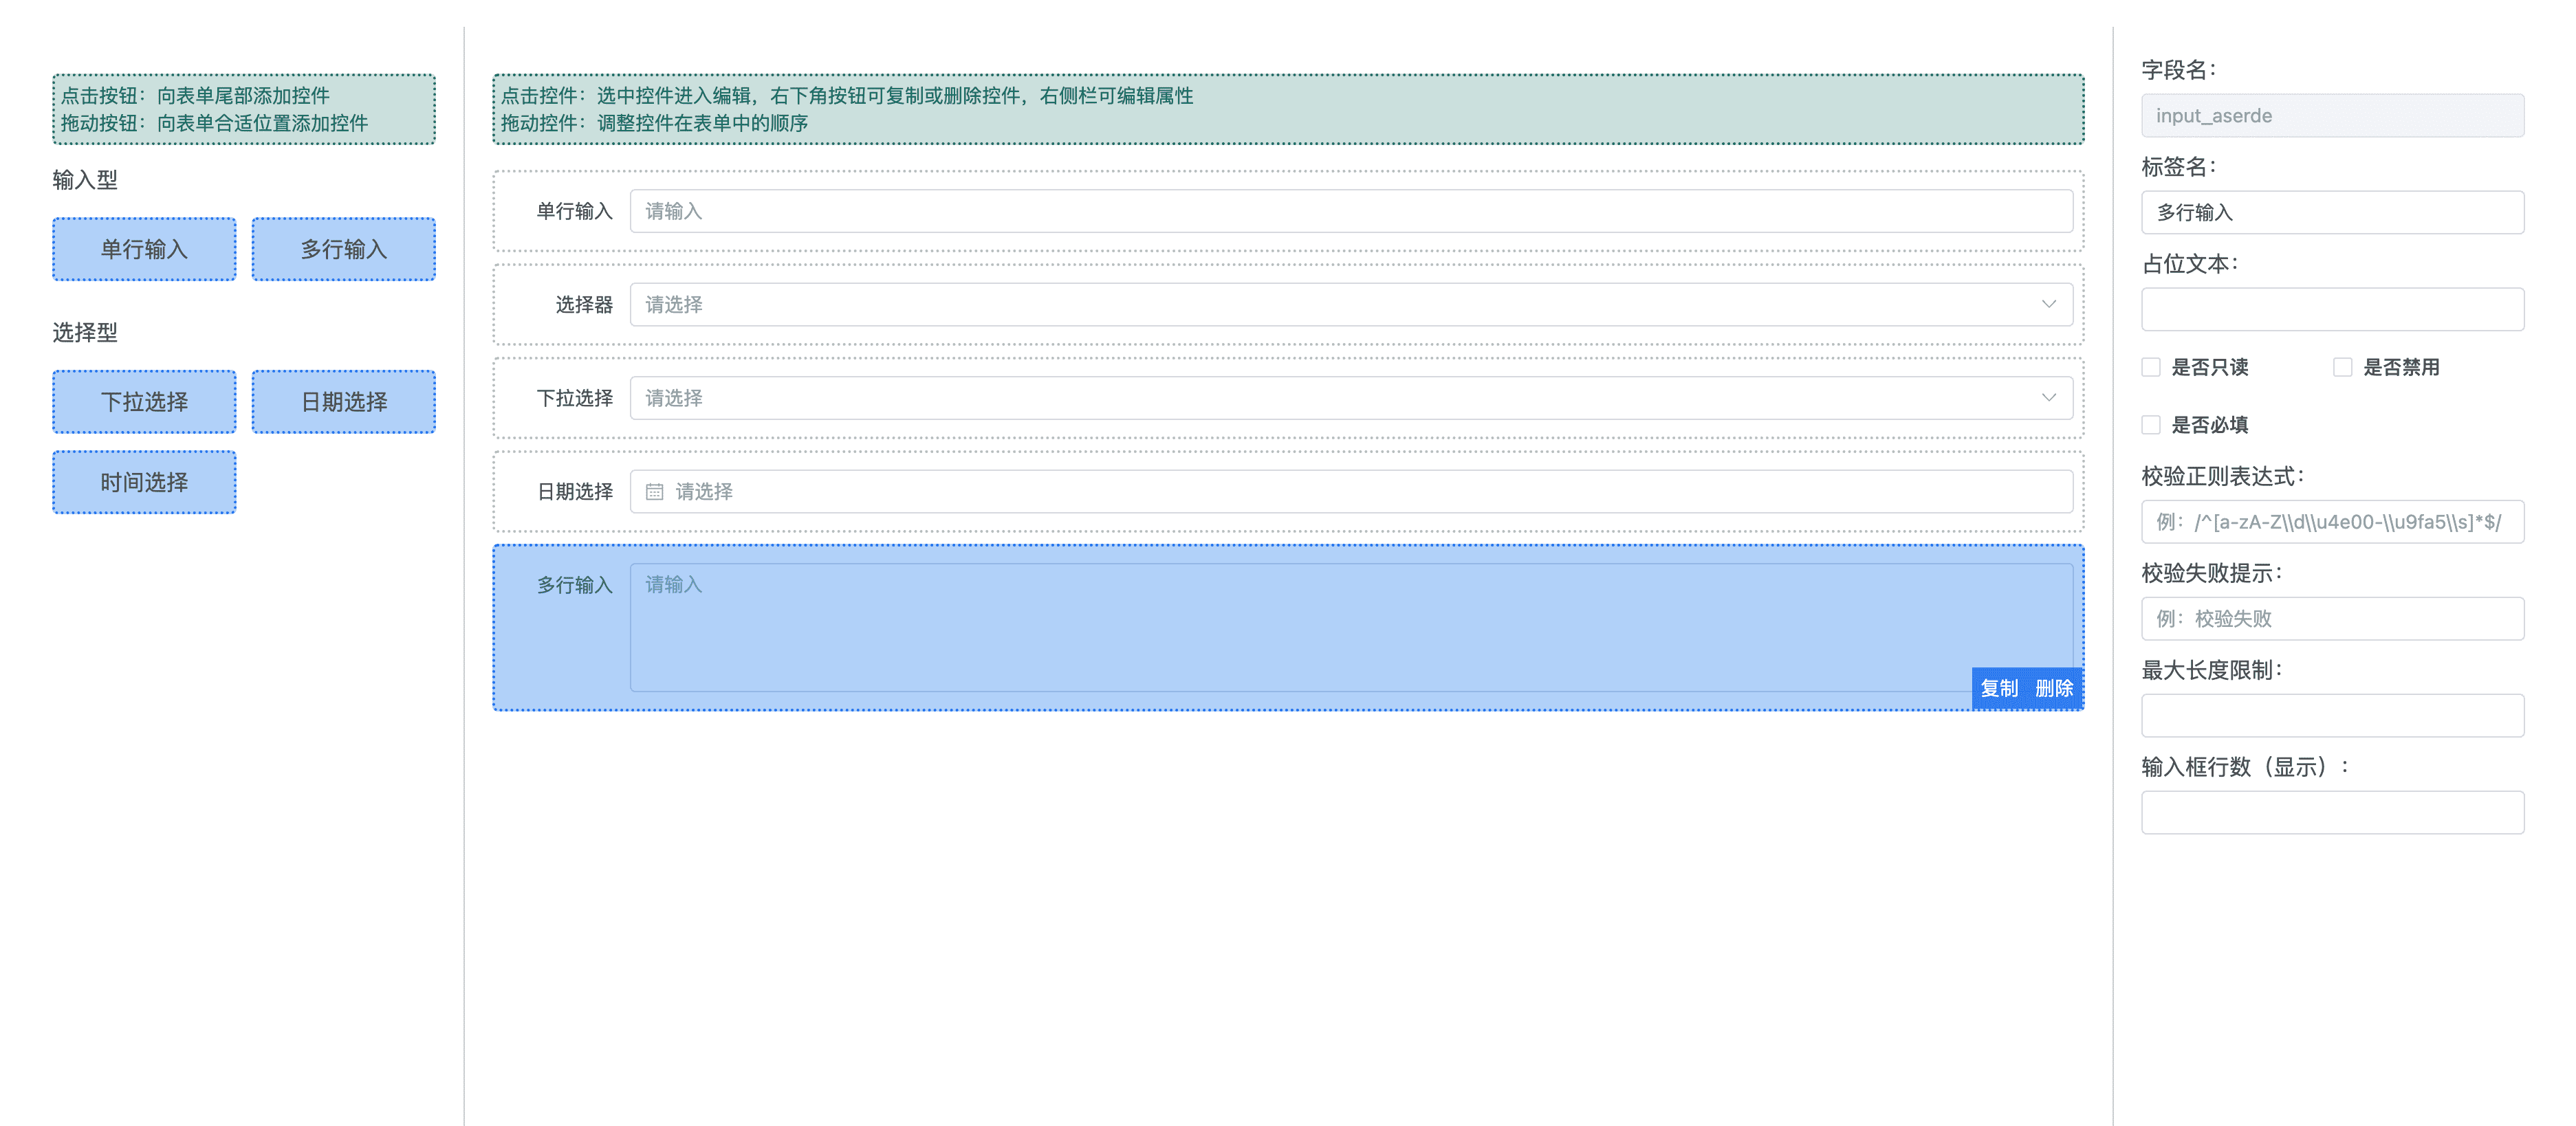 点击按钮：向表单尾部添加控件
拖动按钮：向表单合适位置添加控件
输入型
单行输入
多行输入
选择型
下拉选择
日期选择
时间选择
点击控件：选中控件进入编辑，右下角按钮可复制或删除控件，右侧栏可编辑属性
拖动控件：调整控件在表单中的顺序
单行输入 请输入
选择器 请选择
下拉选择 请选择
日期选择 请选择
多行输入 请输入
复制 删除
字段名：
input_aserde
标签名：
多行输入
占位文本：
是否只读 是否禁用
是否必填
校验正则表达式：
例：/^[a-zA-Z\\d\\u4e00-\\u9fa5\\s]*$/
校验失败提示：
例：校验失败
最大长度限制：
输入框行数（显示）：